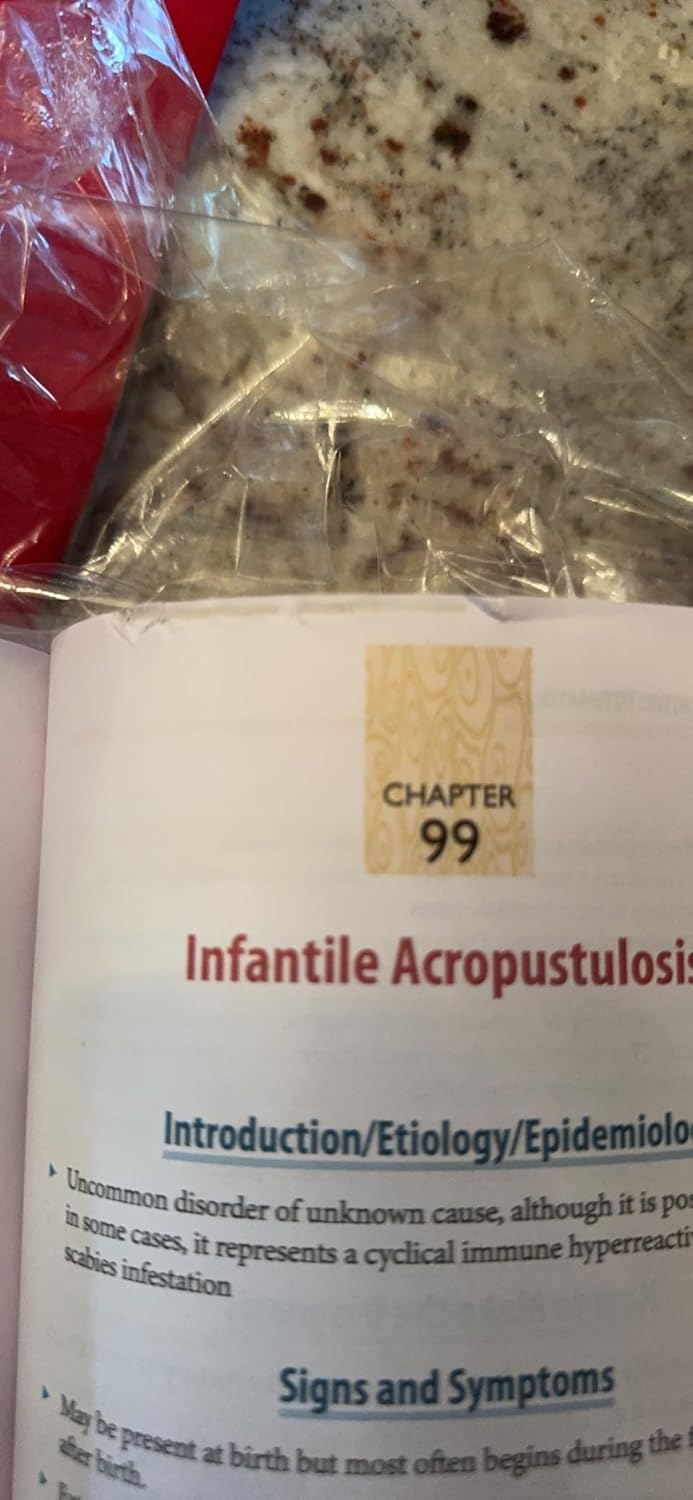 CHAPTER
99
Infantile Acropustulosis
Introduction/Etiology/Epidemiolo
Uncommon disorder of unknown cause, although it is pos
in some cases, it represents a cyclical immune hyperreacti
scabies infestation
Signs and Symptoms
May be present at birth but most often begins during the
after birth.